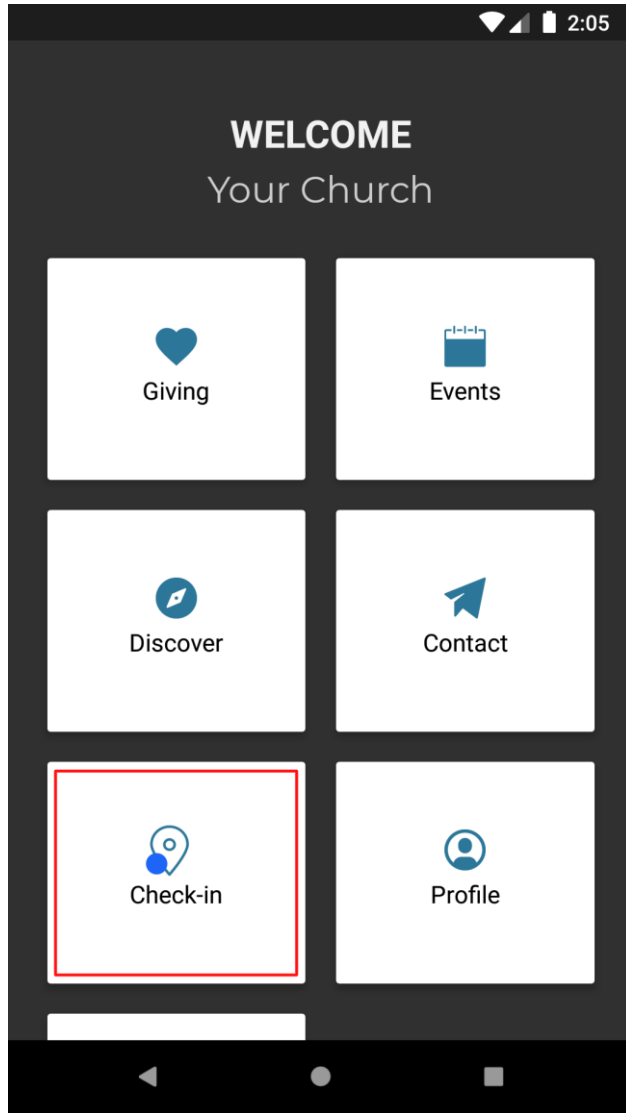 2:05
WELCOME
Your Church
Giving
Events
Discover
Contact
Check-in
Profile